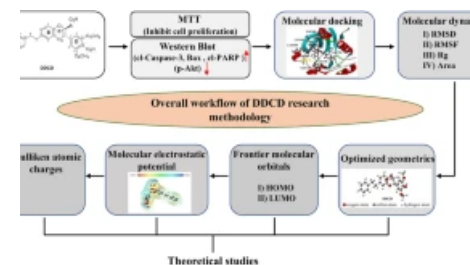 MTT
(Inhibit cell proliferation)
Western Blot
(cl-Caspase-3, Bax , cl-PARP )
(p-Akt)
Molecular docking
Molecular dyna
I) RMSD
II) RMSF
III) Rg
IV) Area
Overall workflow of DDCD research
methodology
ulliken atomic
charges
Molecular electrostatic
potential
Frontier molecular
orbitals
I) HOMO
II) LUMO
Optimized geometries
Theoretical studies